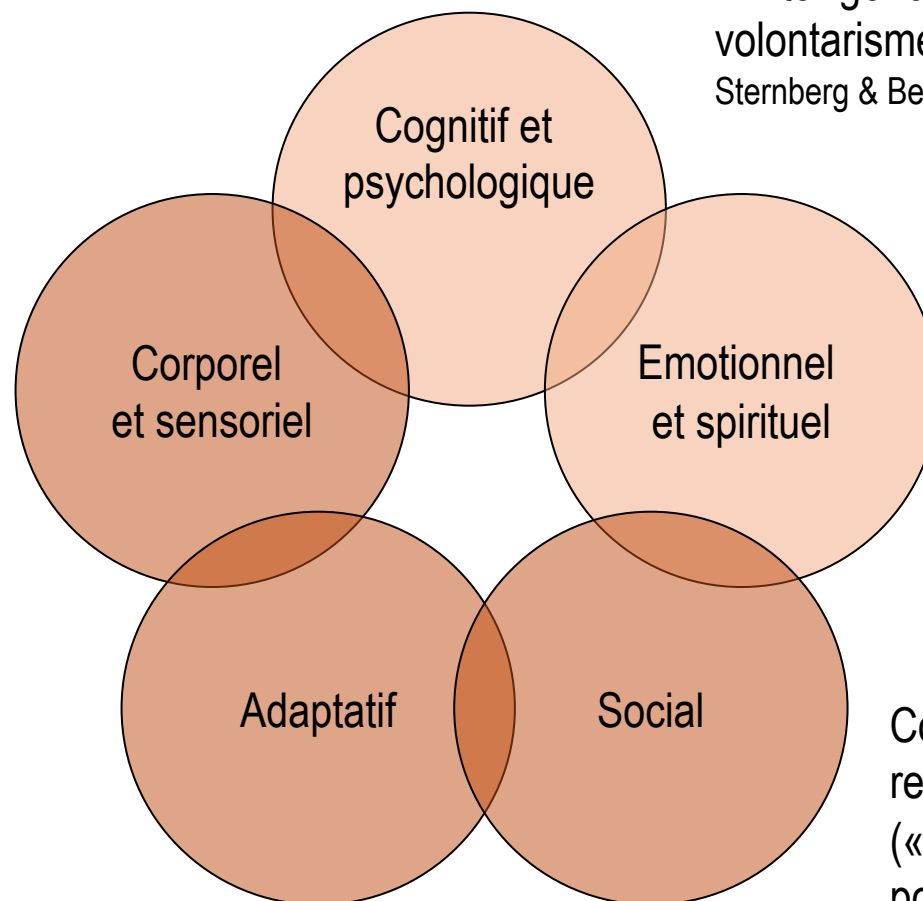 volontarisme
Sternberg & Be
Cognitif et
psychologique
Corporel
et sensoriel
Emotionnel
et spirituel
Adaptatif
Social
Co
re
(«
po